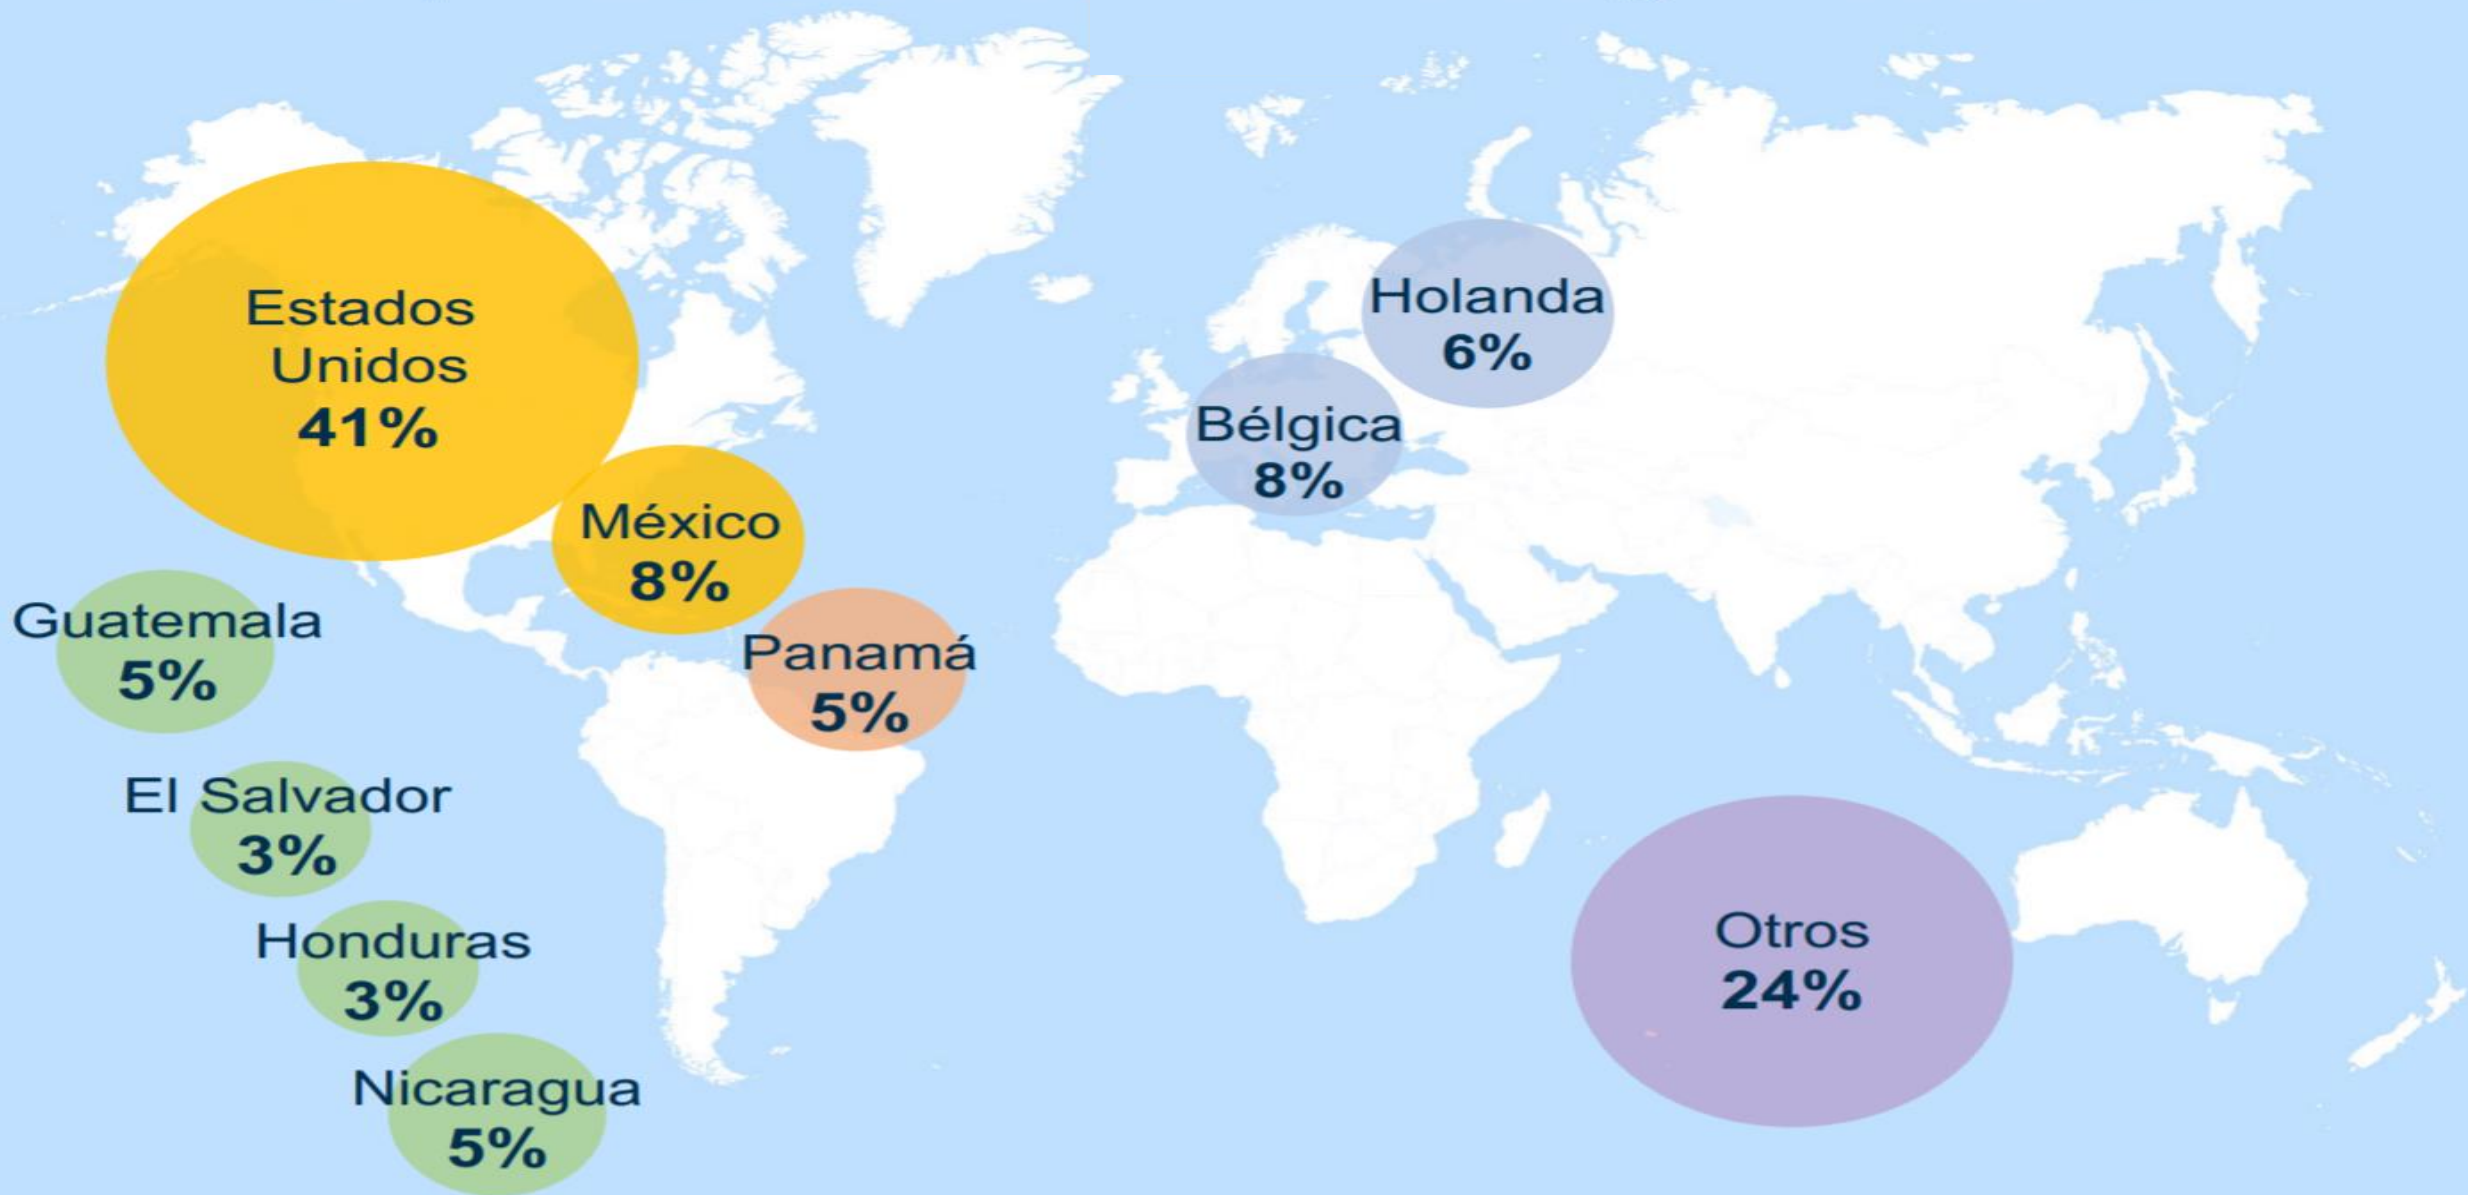 Estados
Unidos
41%
México
8%
Guatemala
5%
Panamá
5%
El Salvador
3%
Honduras
3%
Nicaragua
5%
Holanda
6%
Bélgica
8%
Otros
24%